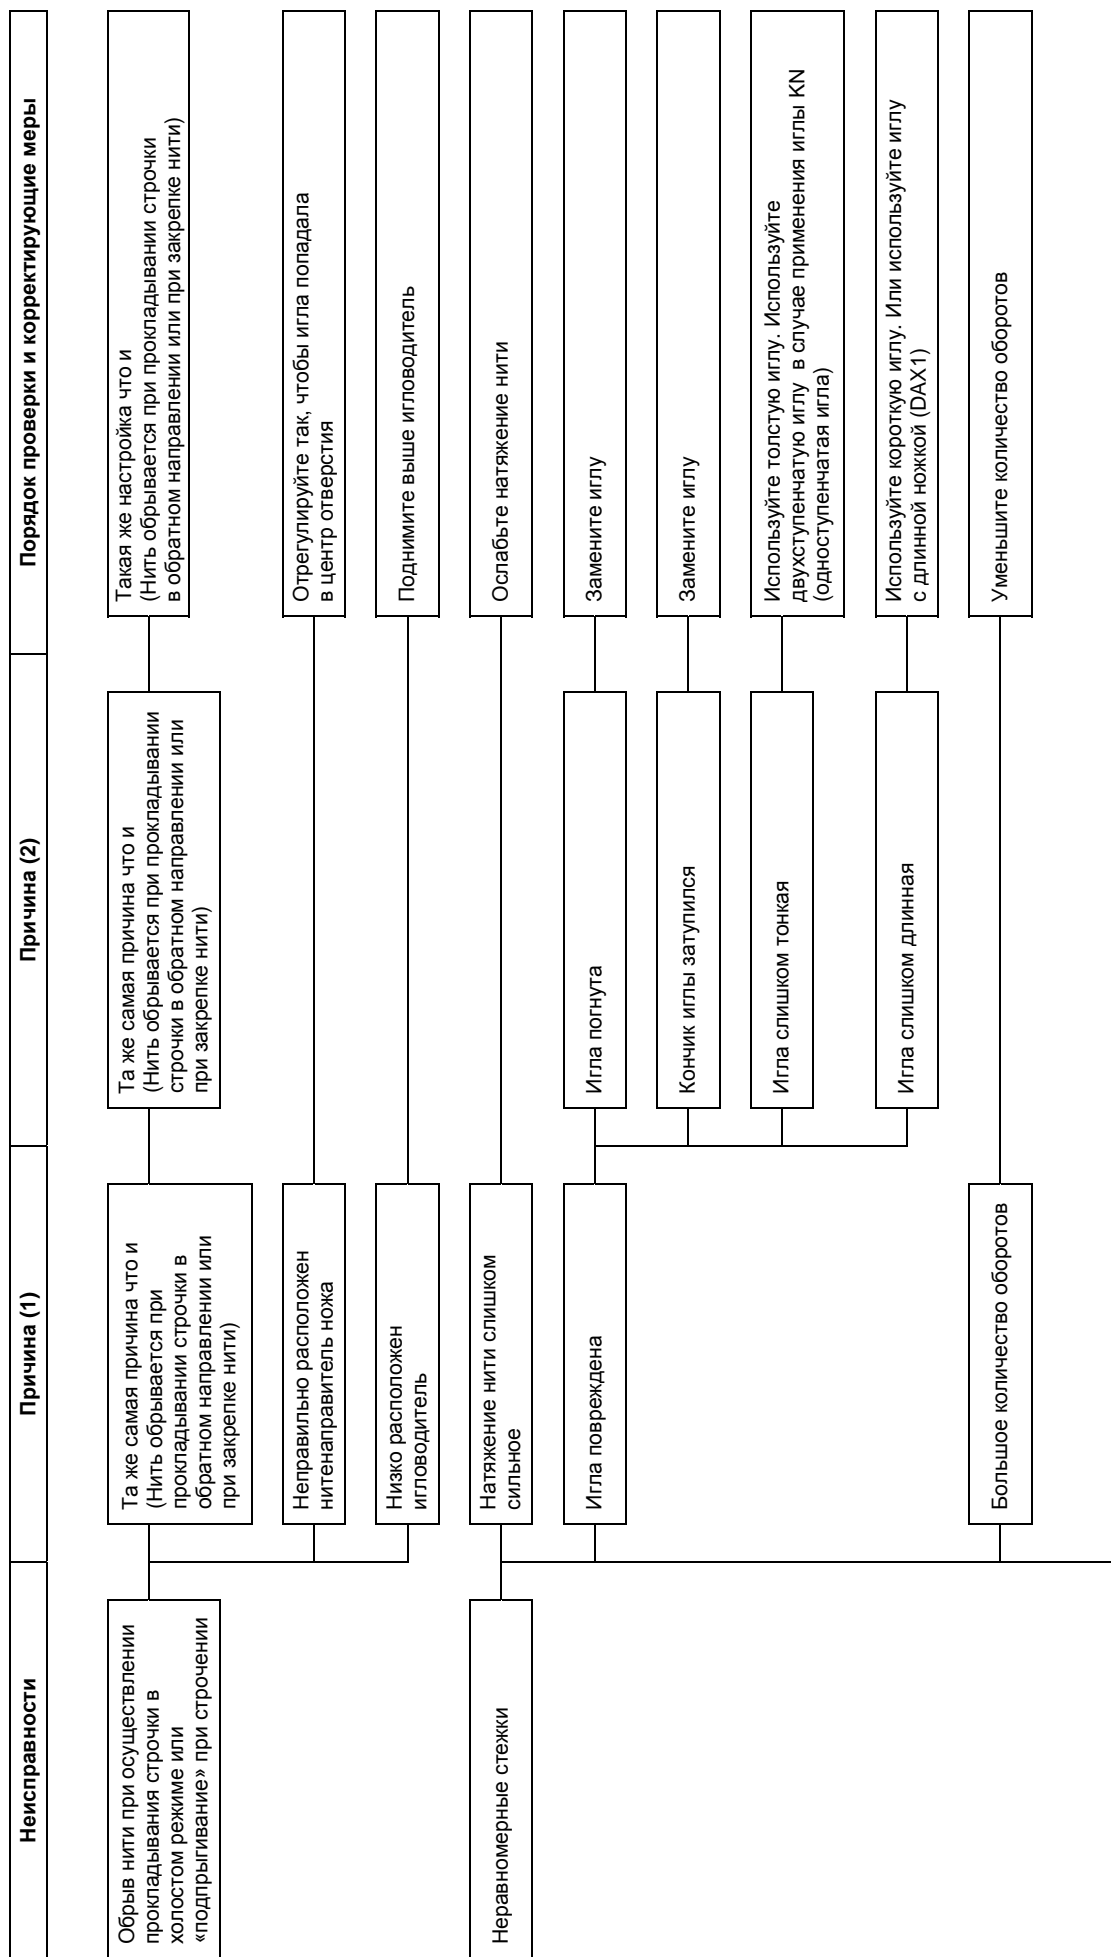 Неисправности
Причина (1)
Причина (2)
Порядок проверки и корректирующие меры
Обрыв нити при осуществлении
прокладывания строчки в
холостом режиме или
«подпрыгивание» при строчении
Та же самая причина что и
(Нить обрывается при
прокладывании строчки в
обратном направлении или
при закрепке нити)
Та же самая причина что и
(Нить обрывается при прокладывании
строчки в обратном направлении или
при закрепке нити)
Такая же настройка что и
(Нить обрывается при прокладывании строчки
в обратном направлении или при закрепке нити)
Неправильно расположен
нитенаправитель ножа
Отрегулируйте так, чтобы игла попадала
в центр отверстия
Низко расположен
игловодитель
Поднимите выше игловодитель
Неравномерные стежки
Натяжение нити слишком
сильное
Ослабьте натяжение нити
Игла повреждена
Игла погнута
Замените иглу
Кончик иглы затупился
Замените иглу
Игла слишком тонкая
Используйте толстую иглу. Используйте
двухступенчатую иглу в случае применения иглы KN
(одноступенчатая игла)
Игла слишком длинная
Используйте короткую иглу. Или используйте иглу
с длинной ножкой (DAX1)
Большое количество оборотов
Уменьшите количество оборотов